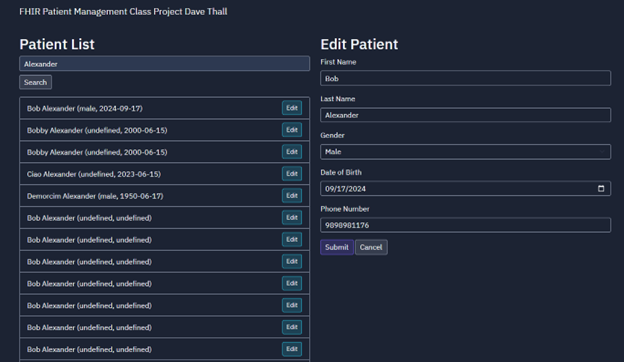 FHIR Patient Management Class Project Dave Thall
Patient List
Alexander
Search
Bob Alexander (male, 2024-09-17) Edit
Bobby Alexander (undefined, 2000-06-15) Edit
Bobby Alexander (undefined, 2000-06-15) Edit
Ciao Alexander (undefined, 2023-06-15) Edit
Demorcim Alexander (male, 1950-06-17) Edit
Bob Alexander (undefined, undefined) Edit
Bob Alexander (undefined, undefined) Edit
Bob Alexander (undefined, undefined) Edit
Bob Alexander (undefined, undefined) Edit
Bob Alexander (undefined, undefined) Edit
Bob Alexander (undefined, undefined) Edit
Bob Alexander (undefined, undefined) Edit
Edit Patient
First Name
Bob
Last Name
Alexander
Gender
Male
Date of Birth
09/17/2024
Phone Number
9898981176
Submit Cancel